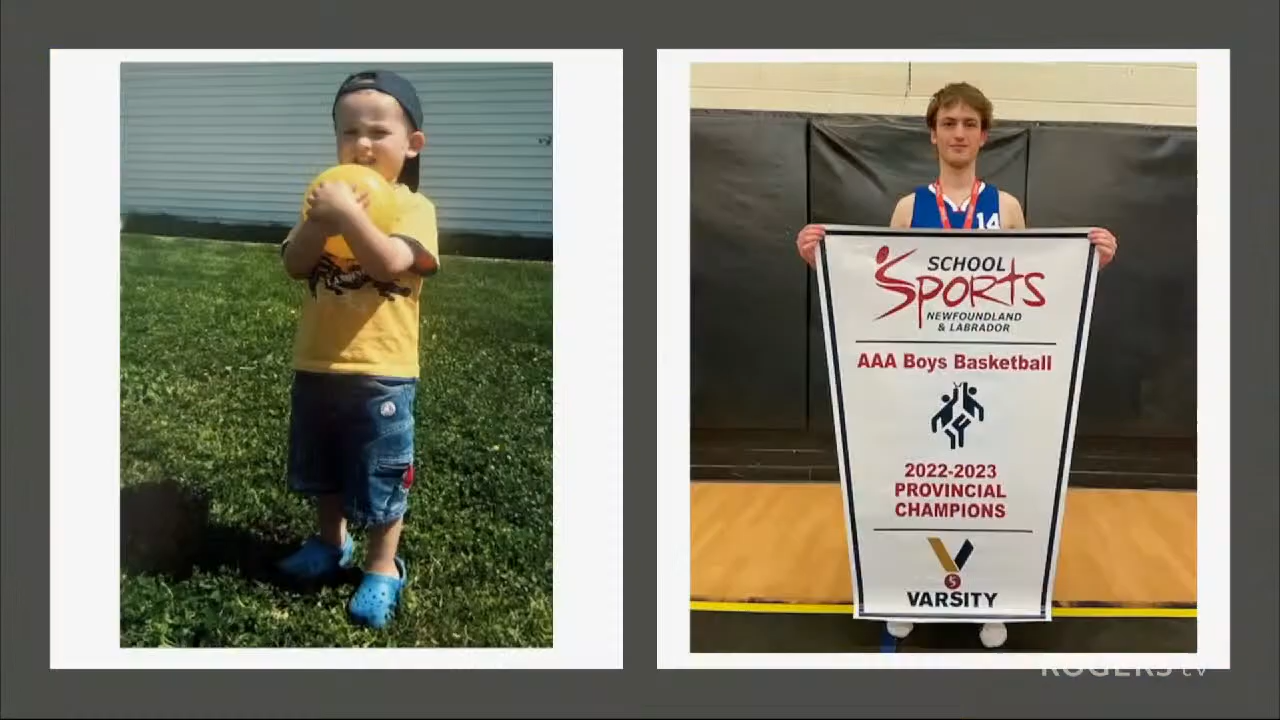 14
SCHOOL
Sports
NEWFOUNDLAND
& LABRADOR
AAA Boys Basketball
2022-2023
PROVINCIAL
CHAMPIONS
VARSITY
ROGERS tv